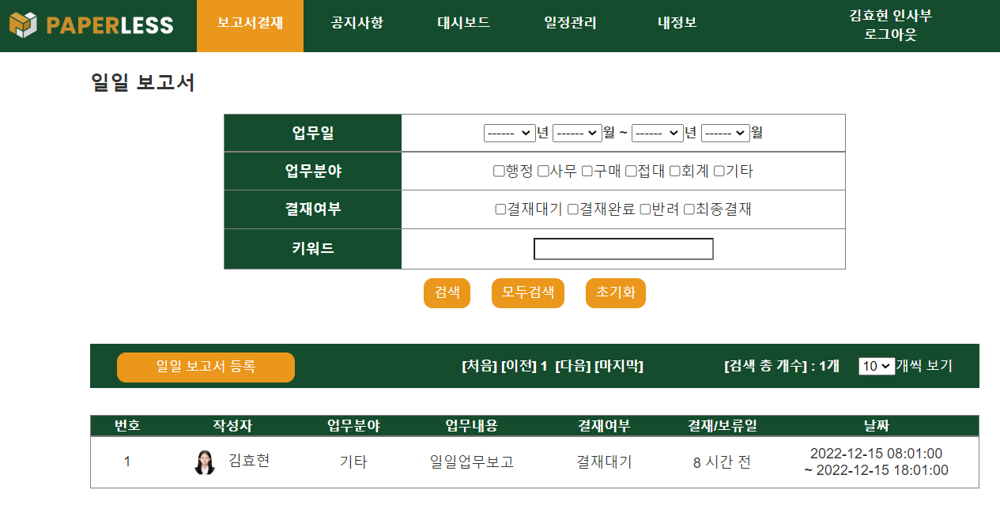 PAPERLESS 보고서결재 공지사항 대시보드 일정관리 내정보 김효현 인사부
로그아웃
일일 보고서
업무일 ------ 년 ------ 월 ~ ------ 년 ------ 월
업무분야 행정 사무 구매 접대 회계 기타
결재여부 결재대기 결재완료 반려 최종결재
키워드
검색 모두검색 초기화
일일 보고서 등록 [처음] [이전] 1 [다음] [마지막] [검색 총 개수] : 1개 10 개씩 보기
번호 작성자 업무분야 업무내용 결재여부 결재/보류일 날짜
1 김효현 기타 일일업무보고 결재대기 8 시간 전 2022-12-15 08:01:00
~ 2022-12-15 18:01:00